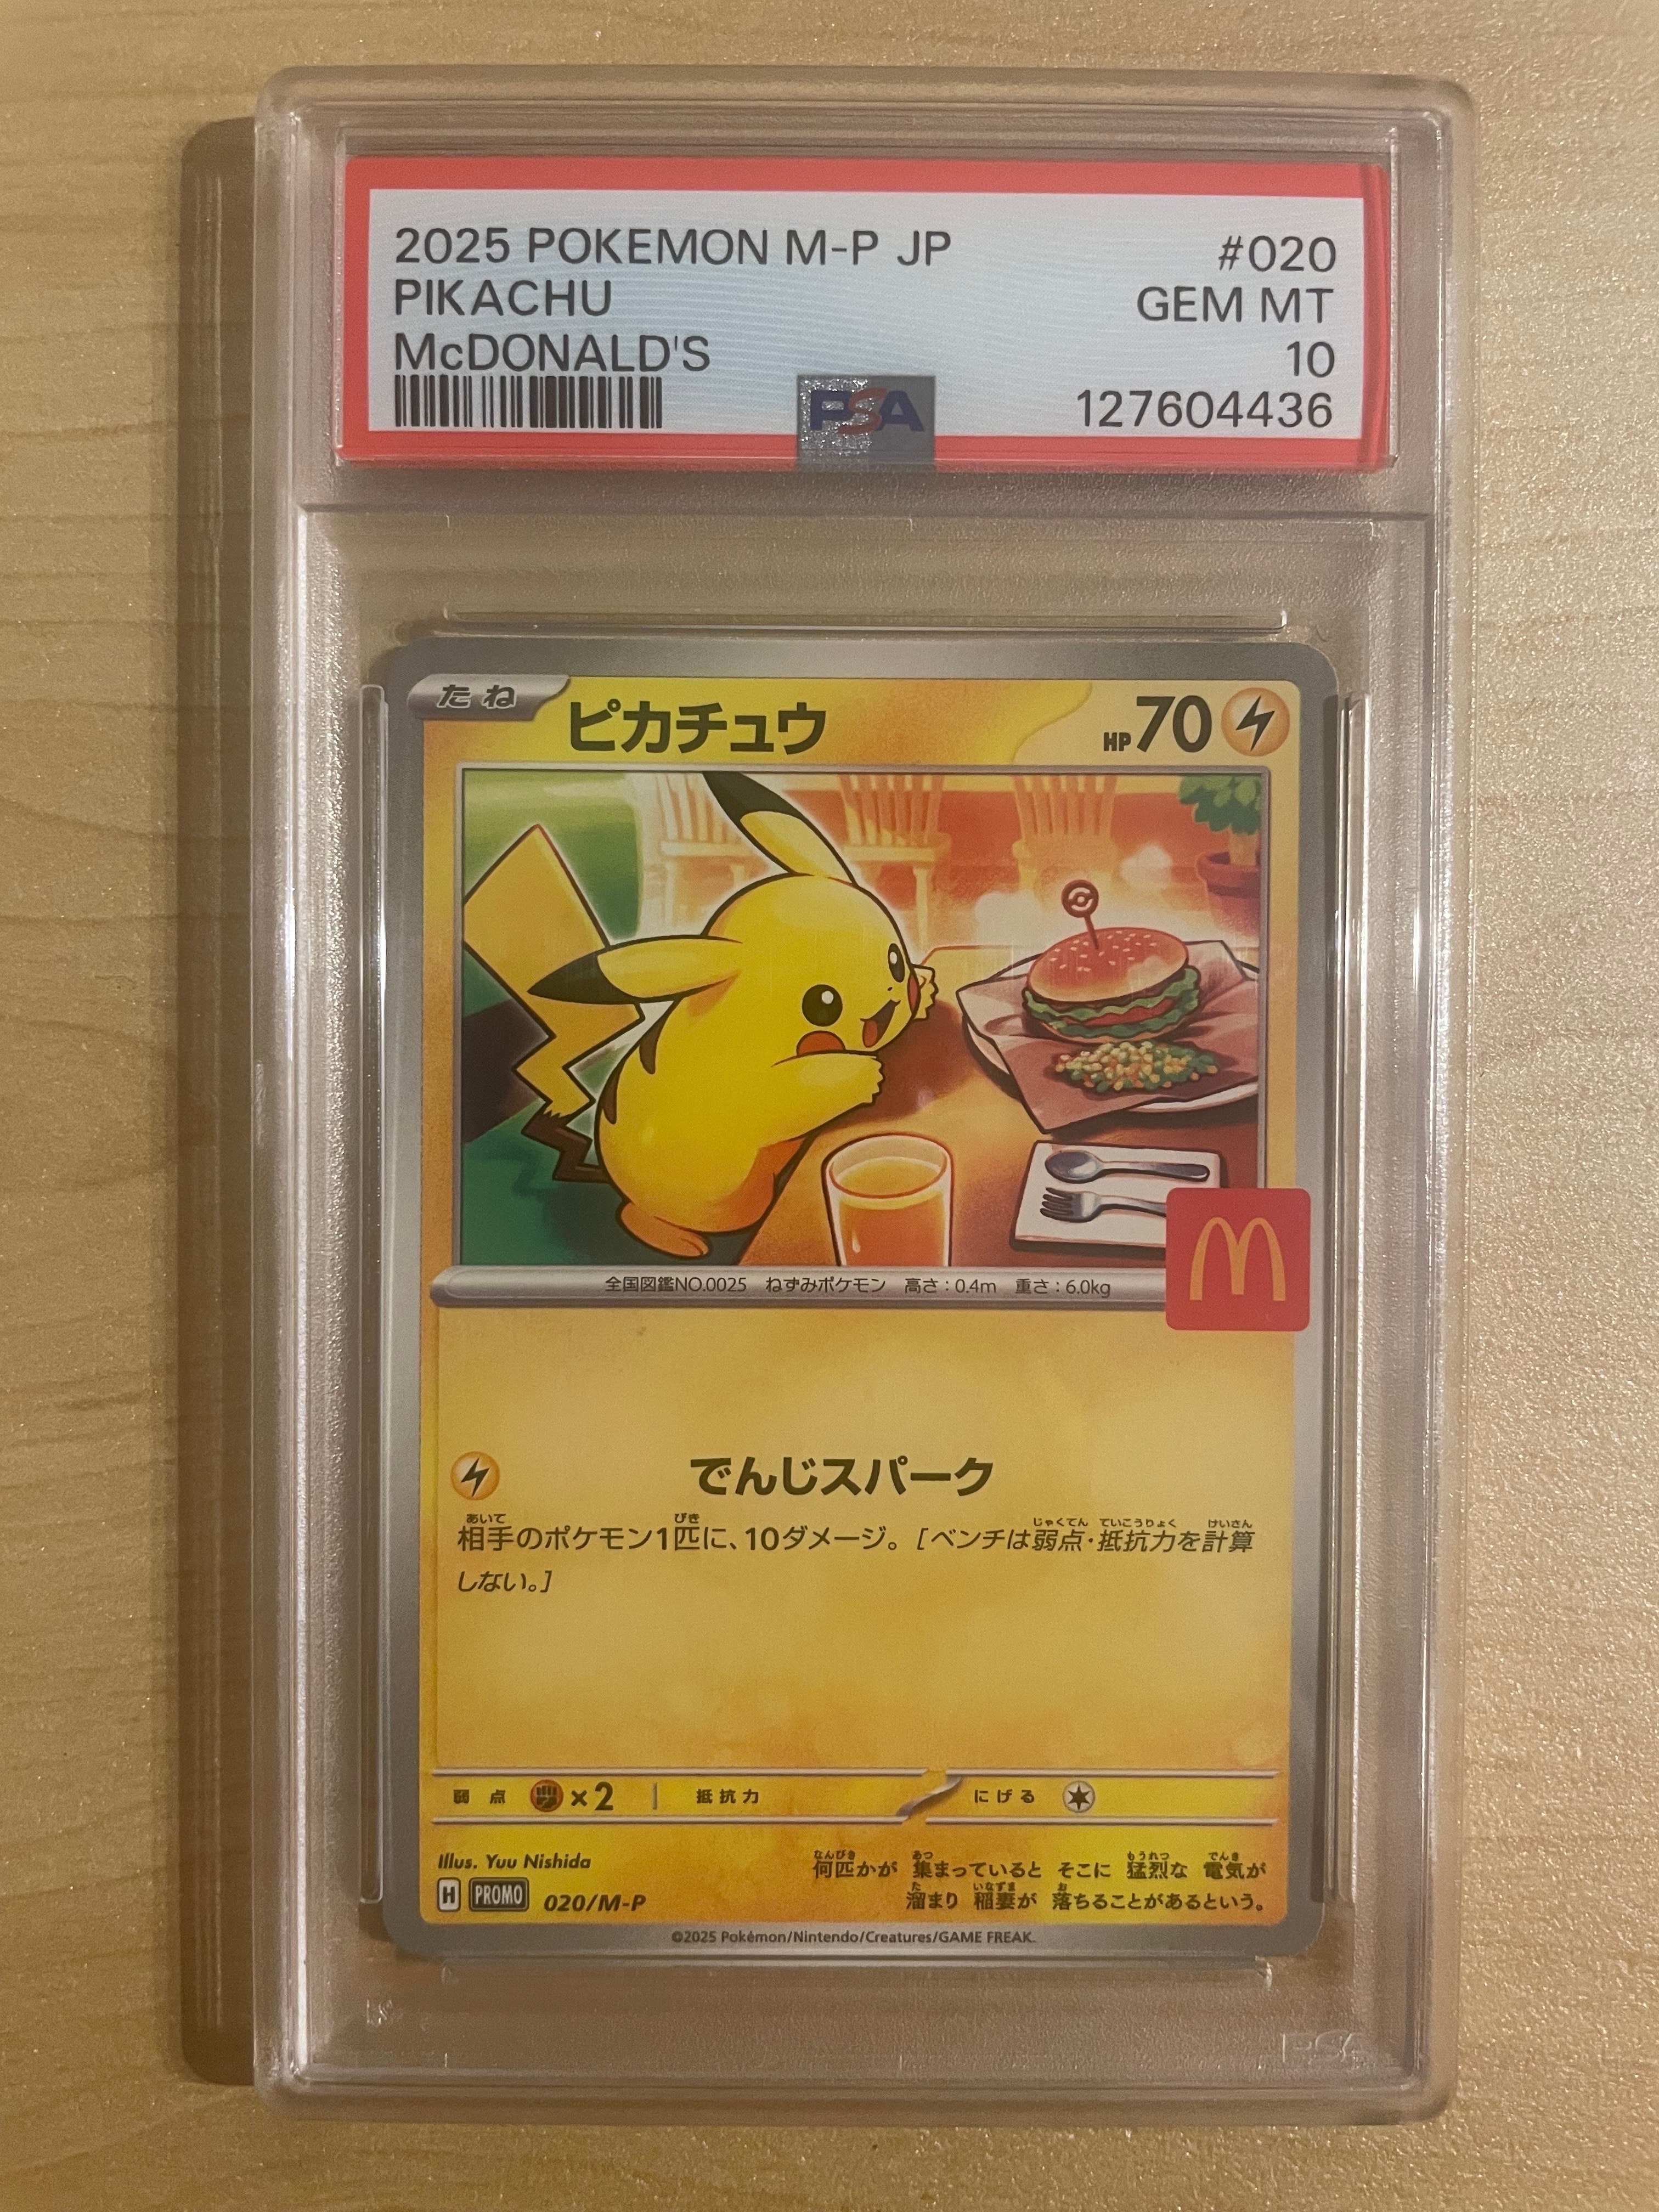 2025 POKEMON M-P JP #020
PIKACHU GEM MT
McDONALD'S 10
PSA 127604436
たね ピカチュウ HP70
全国図鑑NO.0025 ねずみポケモン 高さ:0.4m 重さ:6.0kg
でんじスパーク
相手のポケモン1匹に、10ダメージ。[ベンチは弱点・抵抗力を計算
しない。]
弱点 ×2 抵抗力 にげる
Illus. Yuu Nishida
H PROMO 020/M-P
何匹かが 集まっていると そこに 猛烈な 電気が
溜まり 稲妻が 落ちることがあるという。
©2025 Pokémon/Nintendo/Creatures/GAME FREAK.